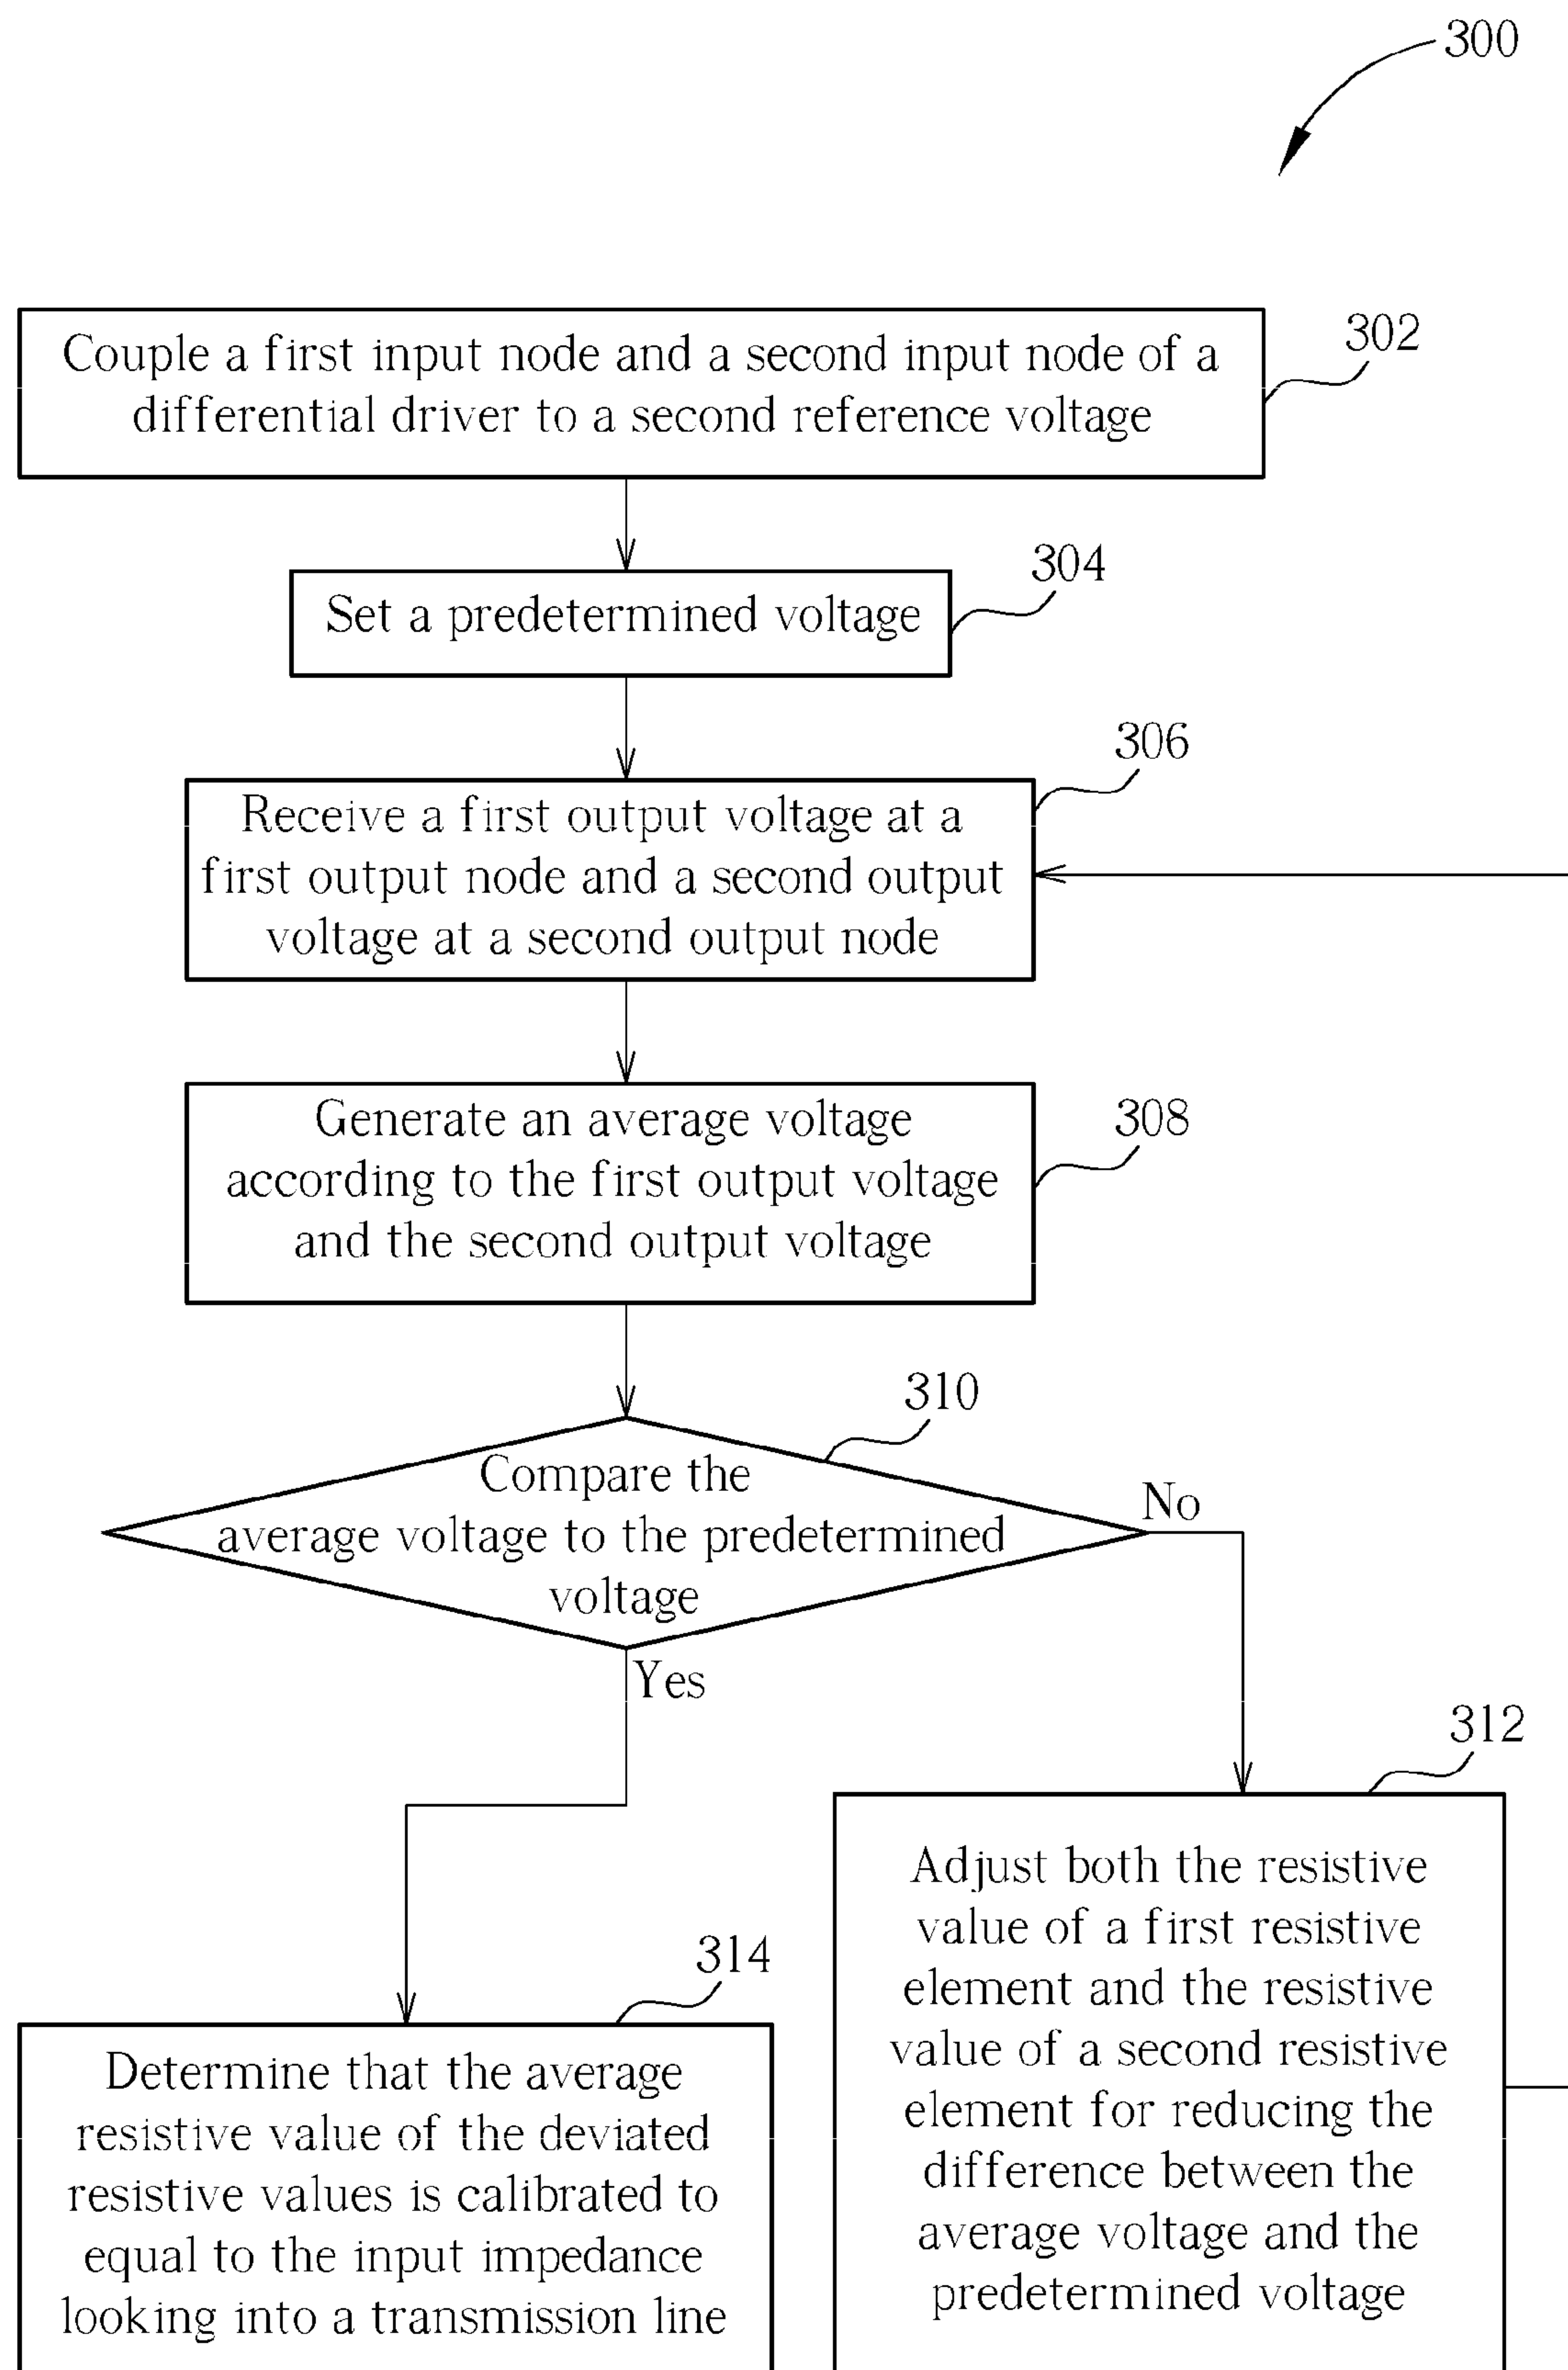 300
302
Couple a first input node and a second input node of a
differential driver to a second reference voltage
304
Set a predetermined voltage
306
Receive a first output voltage at a
first output node and a second output
voltage at a second output node
308
Generate an average voltage
according to the first output voltage
and the second output voltage
310
Compare the
average voltage to the predetermined
voltage
No
Yes
312
Adjust both the resistive
value of a first resistive
element and the resistive
value of a second resistive
element for reducing the
difference between the
average voltage and the
predetermined voltage
314
Determine that the average
resistive value of the deviated
resistive values is calibrated to
equal to the input impedance
looking into a transmission line